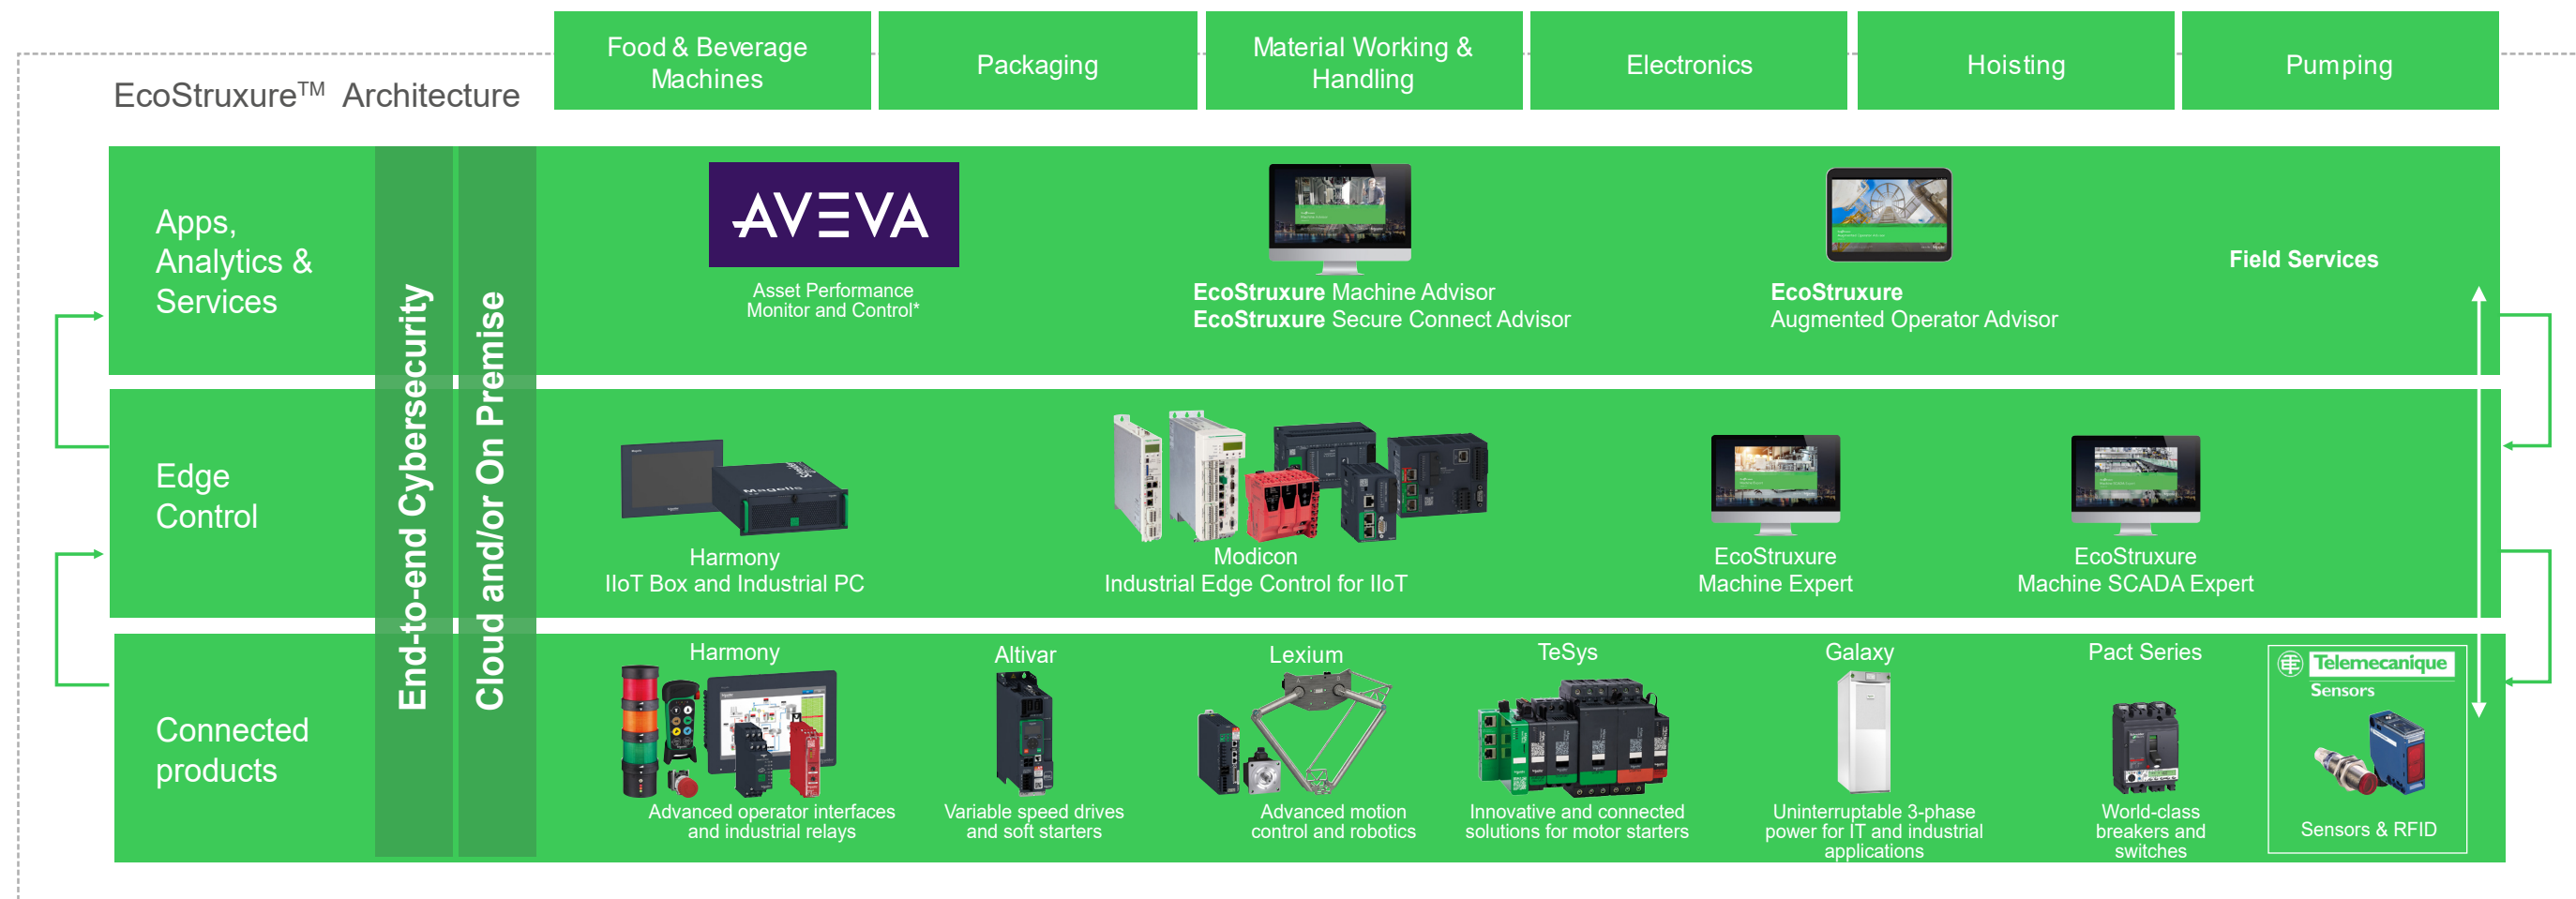 Food & Beverage
Machines
Packaging
Material Working &
Handling
Electronics
Hoisting
Pumping
EcoStruxure™ Architecture
Apps,
Analytics &
Services
End-to-end Cybersecurity
Cloud and/or On Premise
AVEVA
Asset Performance
Monitor and Control*
EcoStruxure Machine Advisor
EcoStruxure Secure Connect Advisor
EcoStruxure
Augmented Operator Advisor
Field Services
Edge
Control
Magelis
Harmony
IIoT Box and Industrial PC
Modicon
Industrial Edge Control for IIoT
EcoStruxure
Machine Expert
EcoStruxure
Machine SCADA Expert
Connected
products
Harmony
Advanced operator interfaces
and industrial relays
Altivar
Variable speed drives
and soft starters
Lexium
Advanced motion
control and robotics
TeSys
Innovative and connected
solutions for motor starters
Galaxy
Uninterruptable 3-phase
power for IT and industrial
applications
Pact Series
World-class
breakers and
switches
Telemecanique
Sensors
Sensors & RFID